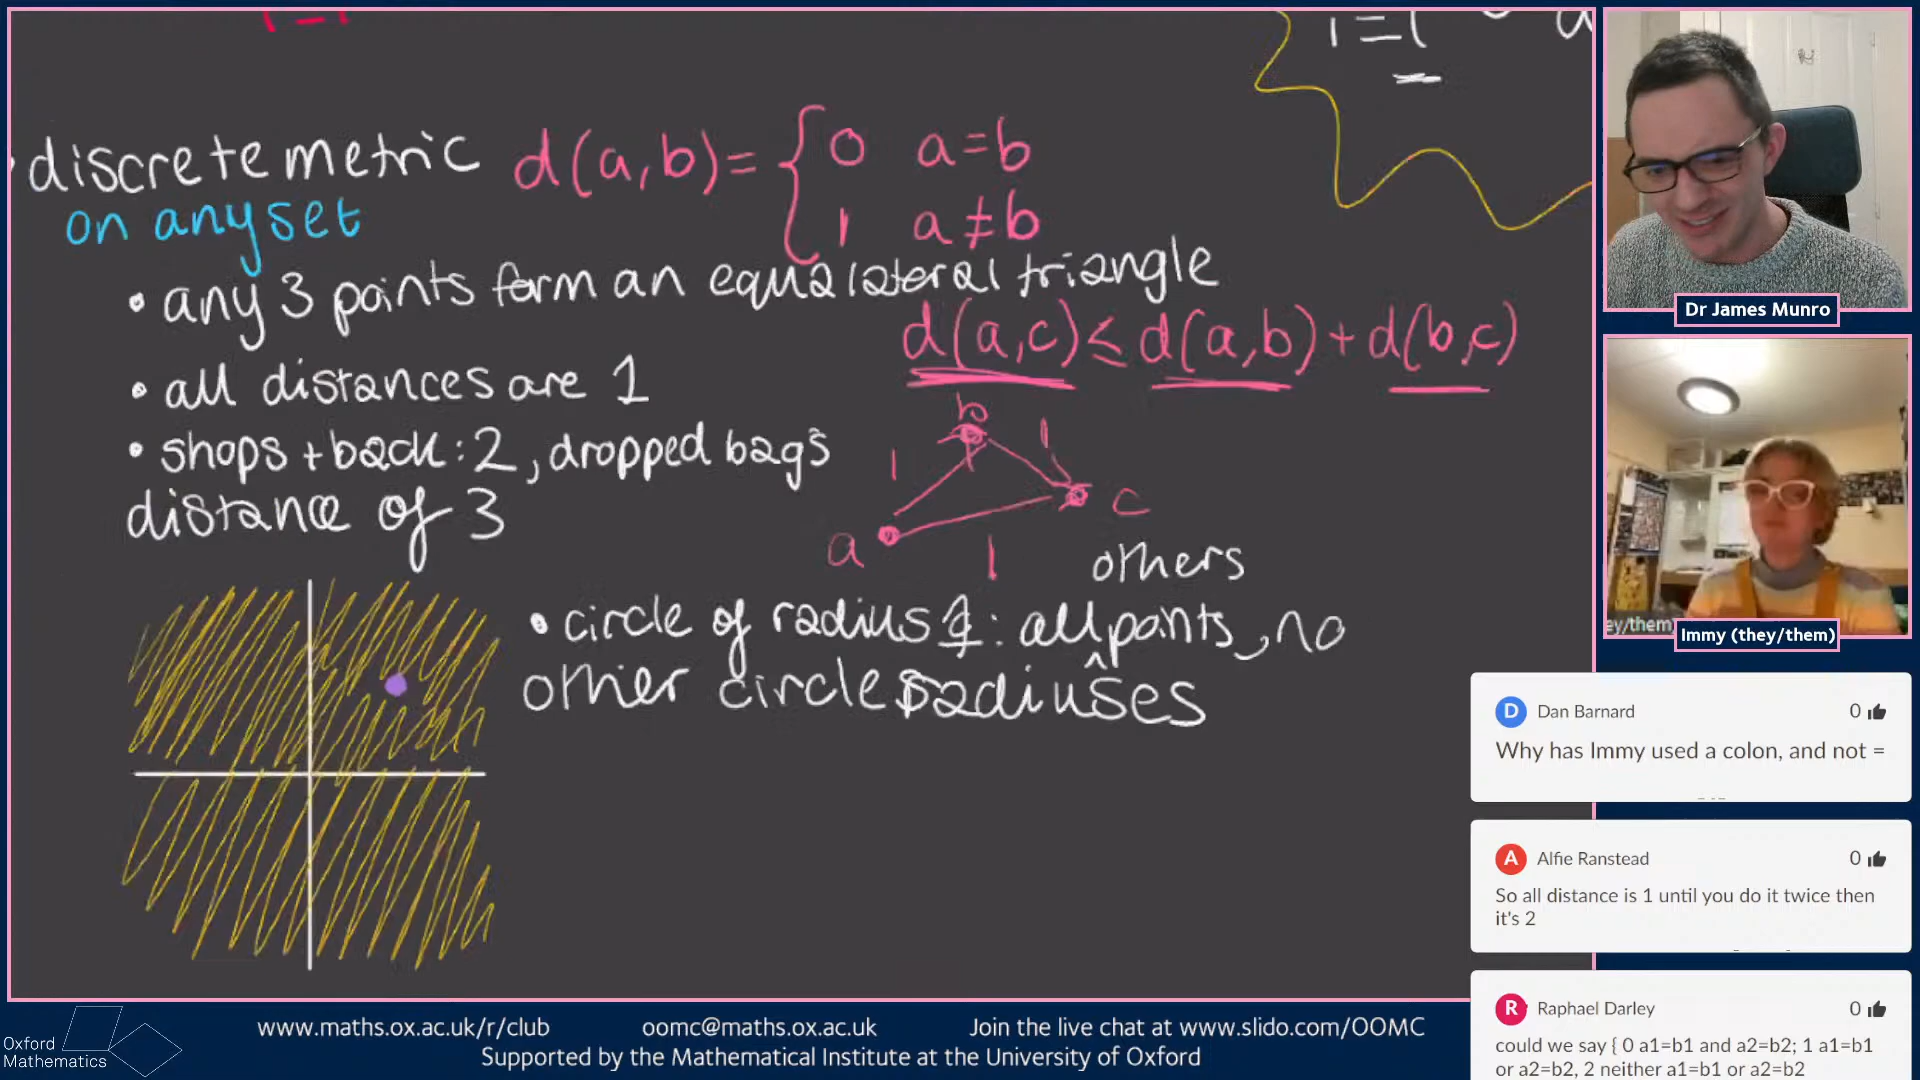 i=1
discrete metric d(a,b)= { 0 a=b
1 a≠b
on any set
• any 3 points form an equalateral triangle
d(a,c) ≤ d(a,b) + d(b,c)
• all distances are 1
• shops + back : 2, dropped bags
distance of 3
b
1
1
a
c
1
others
• circle of radius 1: all ^ points, no
other circle radiuses
Dr James Munro
ey/them)
Immy (they/them)
D Dan Barnard 0
Why has Immy used a colon, and not =
A Alfie Ranstead 0
So all distance is 1 until you do it twice then
it's 2
R Raphael Darley 0
could we say { 0 a1=b1 and a2=b2; 1 a1=b1
or a2=b2, 2 neither a1=b1 or a2=b2
Oxford
Mathematics
www.maths.ox.ac.uk/r/club oomc@maths.ox.ac.uk Join the live chat at www.slido.com/OOMC
Supported by the Mathematical Institute at the University of Oxford